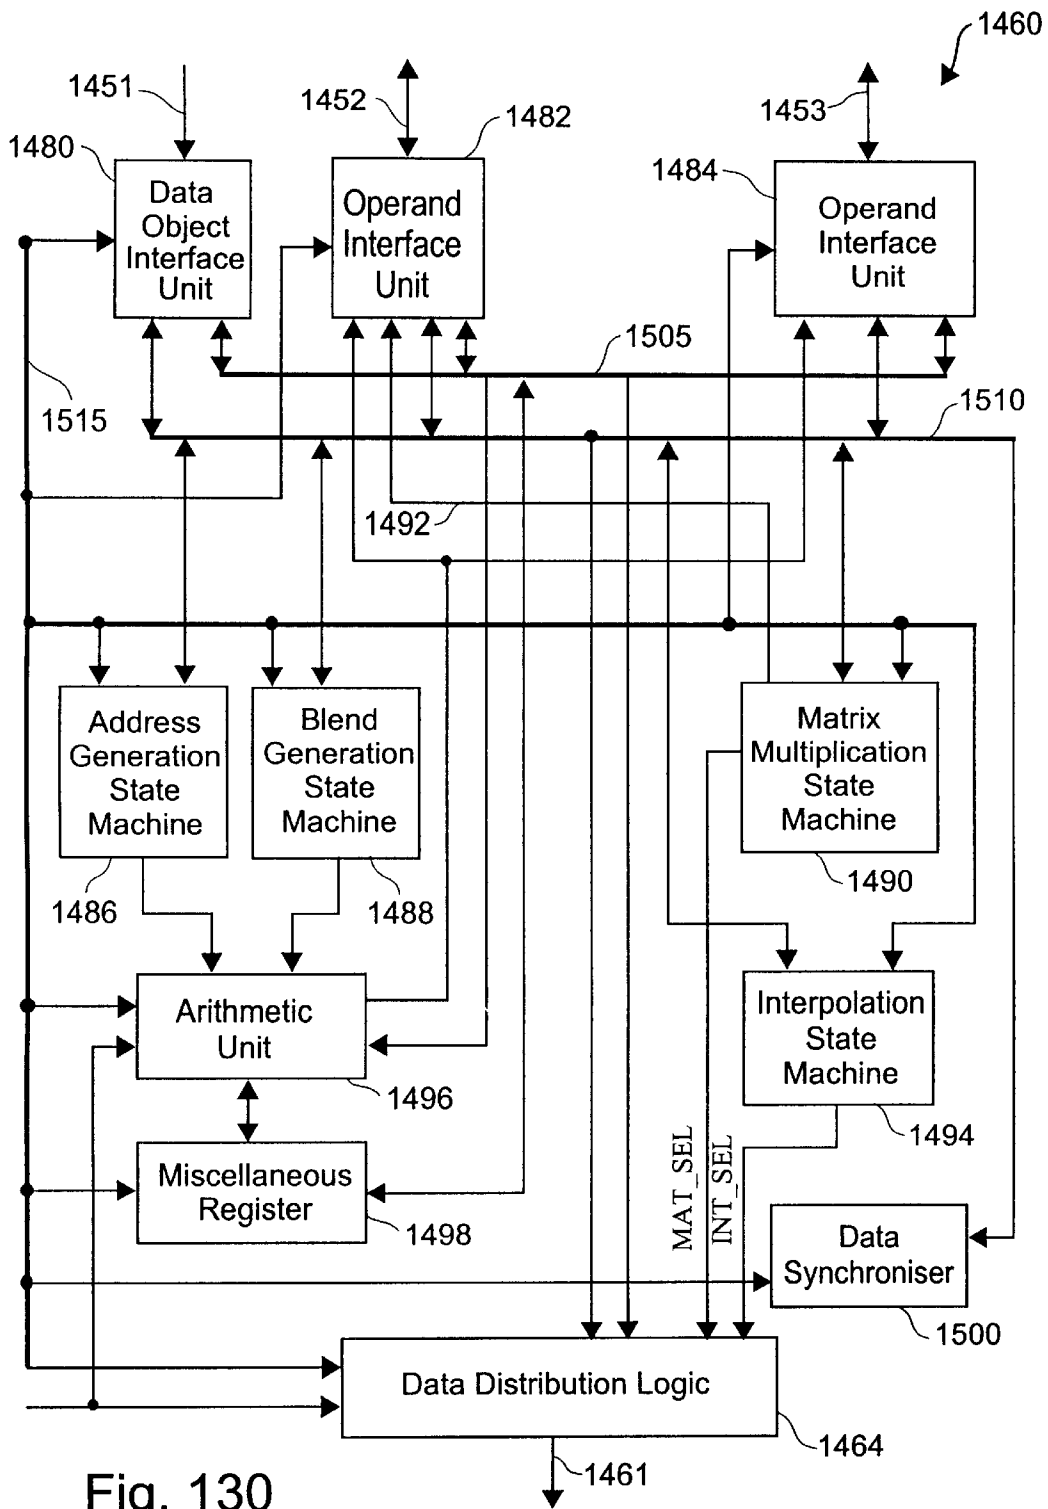 1460
1451
1452
1482
1453
1480
1484
Data
Object
Interface
Unit
Operand
Interface
Unit
Operand
Interface
Unit
1505
1515
1510
1492
Address
Generation
State
Machine
Blend
Generation
State
Machine
Matrix
Multiplication
State
Machine
1486
1488
1490
Arithmetic
Unit
Interpolation
State
Machine
1496
1494
MAT_SEL
INT_SEL
Miscellaneous
Register
1498
Data
Synchroniser
1500
Data Distribution Logic
1464
1461
Fig. 130